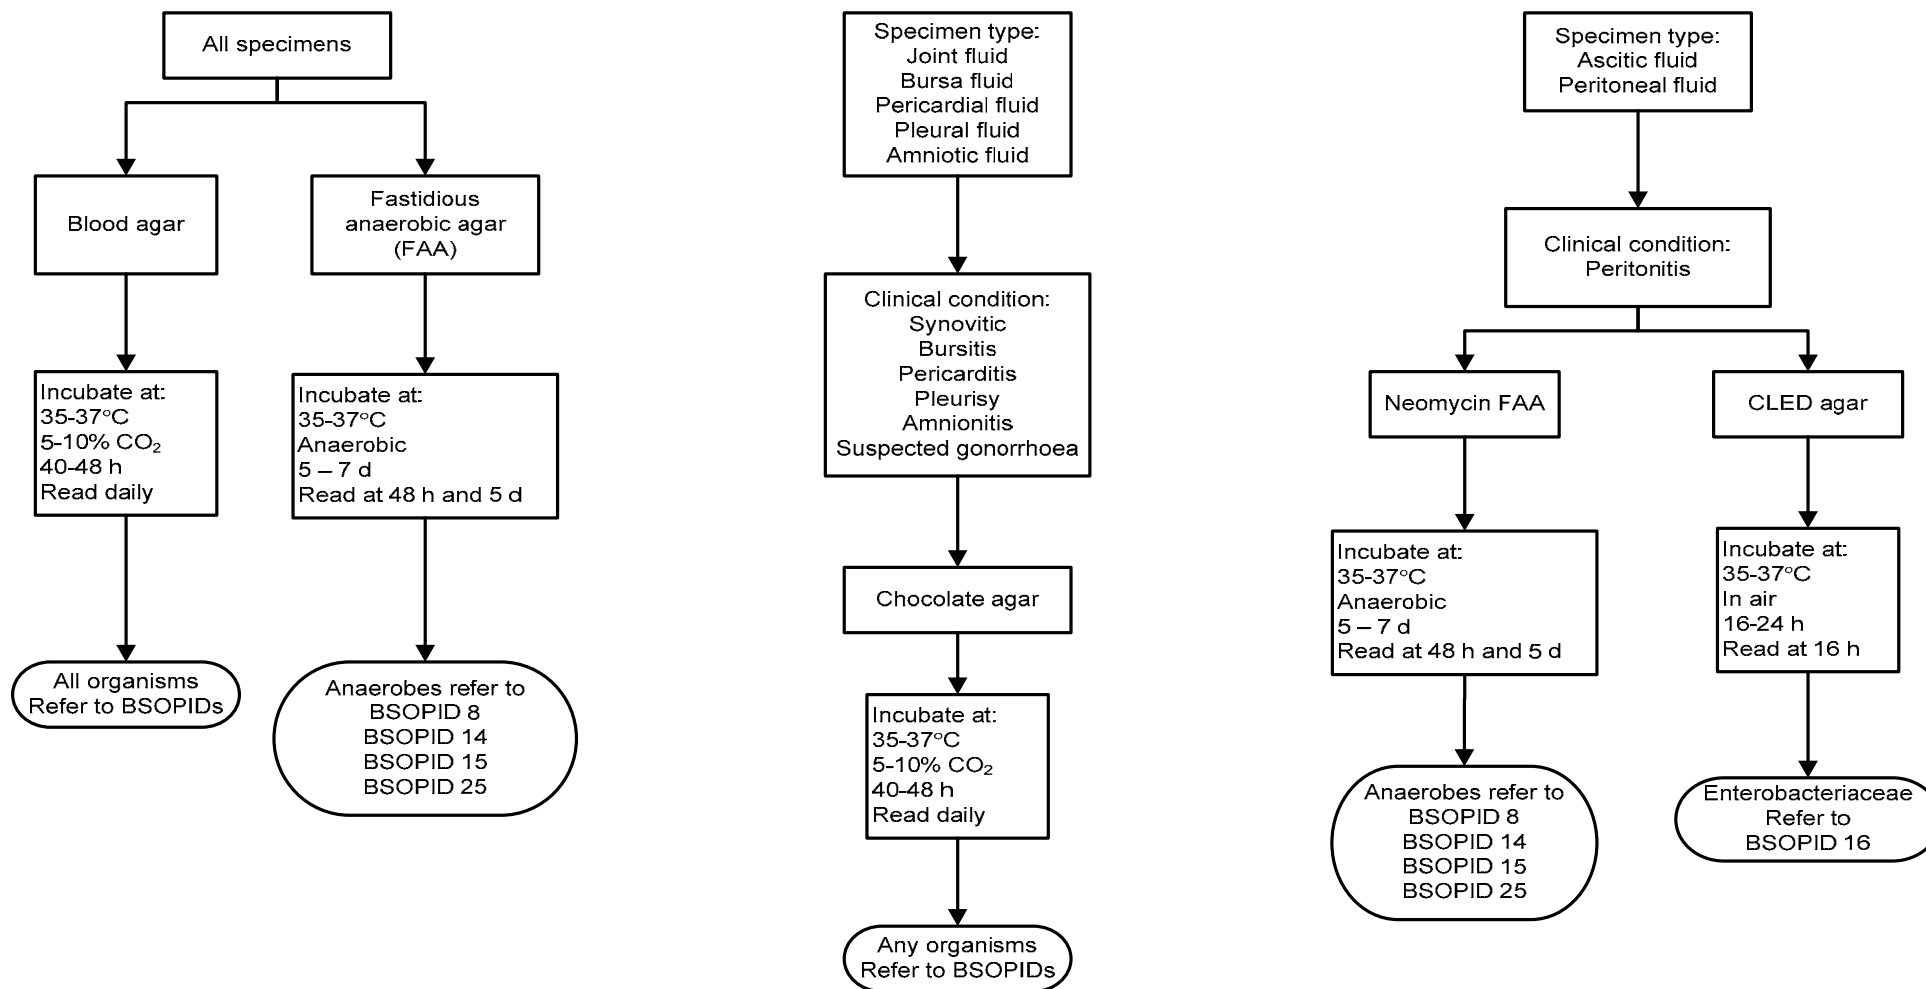 All specimens
Blood agar
Fastidious
anaerobic agar
(FAA)
Incubate at:
35-37°C
5-10% CO₂
40-48 h
Read daily
Incubate at:
35-37°C
Anaerobic
5 – 7 d
Read at 48 h and 5 d
All organisms
Refer to BSOPIDs
Anaerobes refer to
BSOPID 8
BSOPID 14
BSOPID 15
BSOPID 25
Specimen type:
Joint fluid
Bursa fluid
Pericardial fluid
Pleural fluid
Amniotic fluid
Clinical condition:
Synovitic
Bursitis
Pericarditis
Pleurisy
Amnionitis
Suspected gonorrhoea
Chocolate agar
Incubate at:
35-37°C
5-10% CO₂
40-48 h
Read daily
Any organisms
Refer to BSOPIDs
Specimen type:
Ascitic fluid
Peritoneal fluid
Clinical condition:
Peritonitis
Neomycin FAA
CLED agar
Incubate at:
35-37°C
Anaerobic
5 – 7 d
Read at 48 h and 5 d
Incubate at:
35-37°C
In air
16-24 h
Read at 16 h
Anaerobes refer to
BSOPID 8
BSOPID 14
BSOPID 15
BSOPID 25
Enterobacteriaceae
Refer to
BSOPID 16